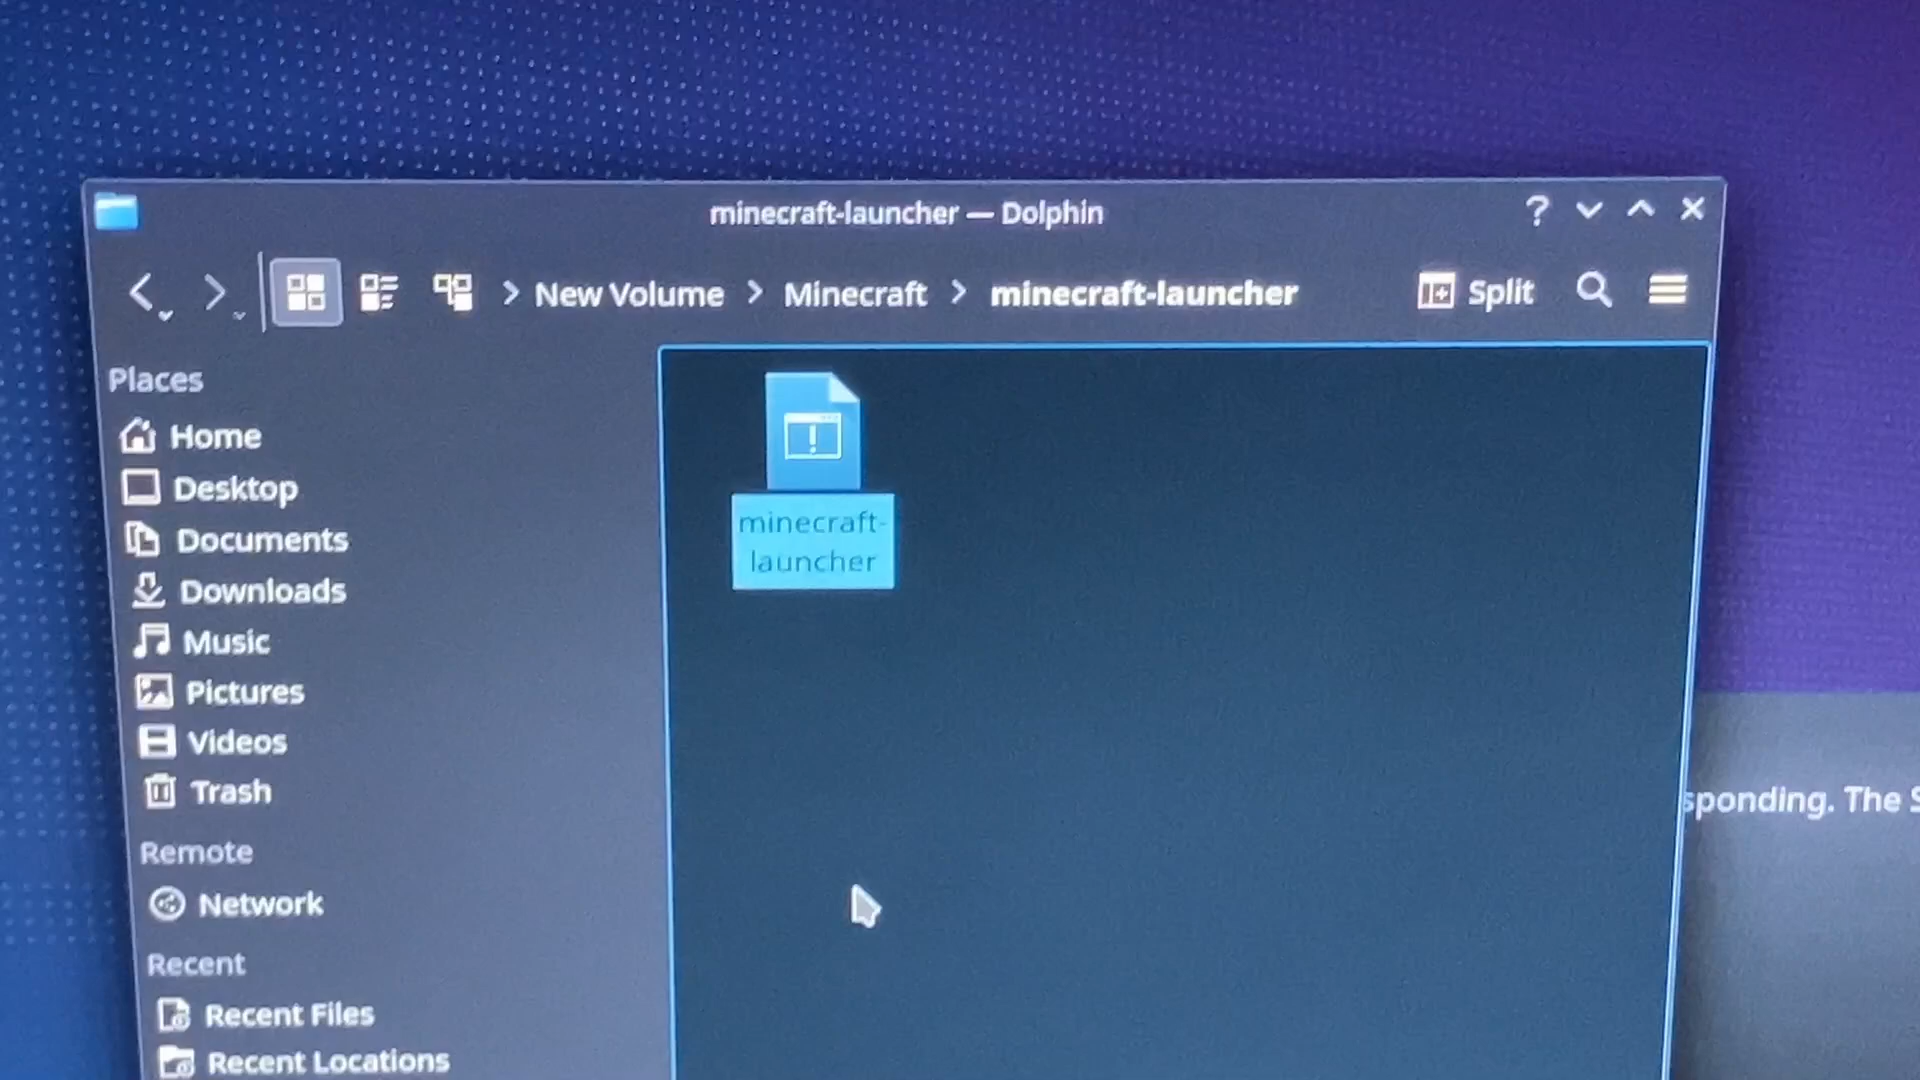 minecraft-launcher — Dolphin
New Volume > Minecraft > minecraft-launcher
Split
Places
Home
Desktop
Documents
Downloads
Music
Pictures
Videos
Trash
Remote
Network
Recent
Recent Files
Recent Locations
minecraft-
launcher
sponding. The S